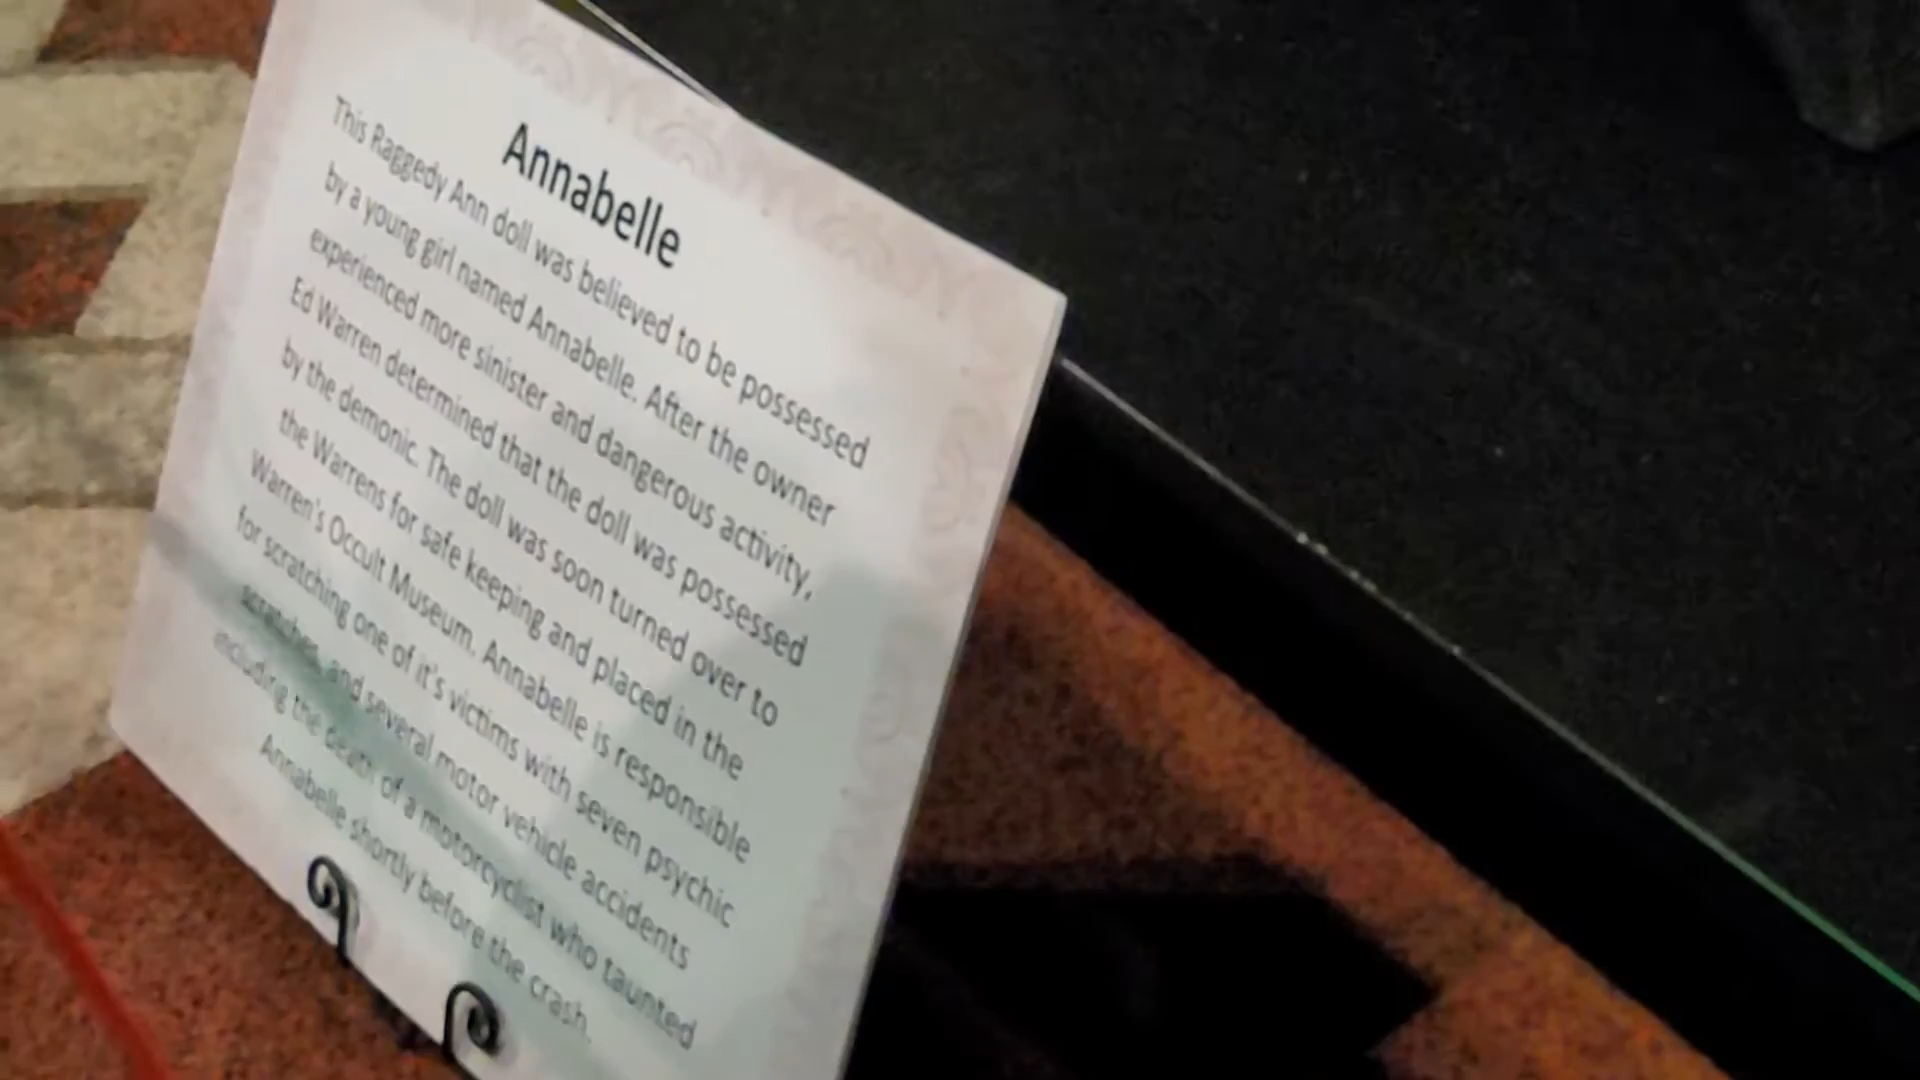 Annabelle
This Raggedy Ann doll was believed to be possessed
by a young girl named Annabelle. After the owner
experienced more sinister and dangerous activity,
Ed Warren determined that the doll was possessed
by the demonic. The doll was soon turned over to
the Warrens for safe keeping and placed in the
Warren's Occult Museum. Annabelle is responsible
for scratching one of it's victims with seven psychic
scratches, and several motor vehicle accidents
including the death of a motorcyclist who taunted
Annabelle shortly before the crash.